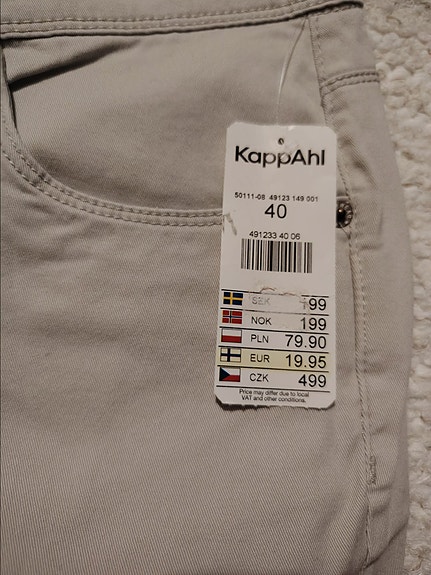 KappAhl
50111-08 49123 149 001
40
491233 40 06
SEK 199
NOK 199
PLN 79.90
EUR 19.95
CZK 499
Price may differ due to local
VAT and other conditions.